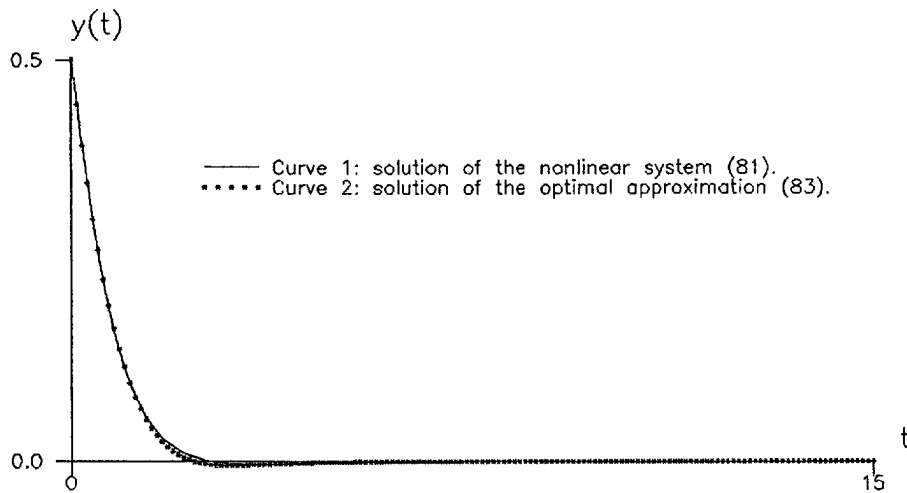 y(t)
0.5
Curve 1: solution of the nonlinear system (81).
Curve 2: solution of the optimal approximation (83).
t
0.0
0
15